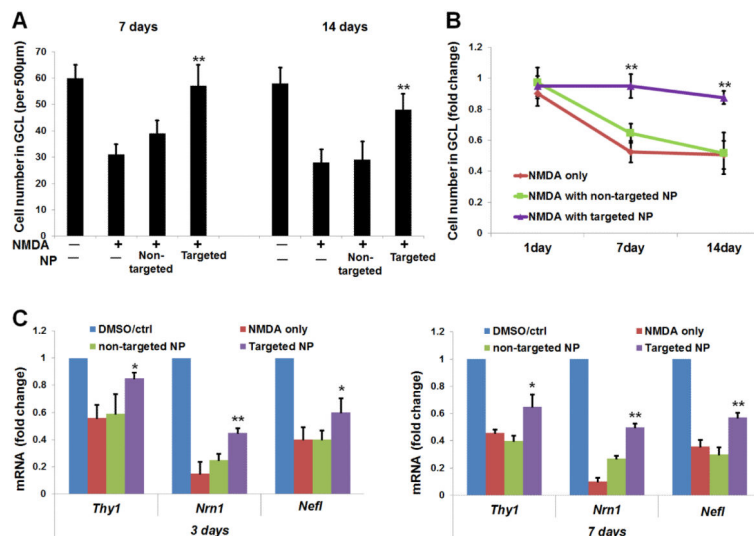 A
7 days
14 days
Cell number in GCL (per 500µm)
70
60
50
40
30
20
10
0
** **
NMDA — + + + — + + +
NP — — Non-targeted Targeted — — Non-targeted Targeted
B
Cell number in GCL (fold change)
1.2
1
0.8
0.6
0.4
0.2
0
** **
NMDA only
NMDA with non-targeted NP
NMDA with targeted NP
1day 7day 14day
C
mRNA (fold change)
1.2
1
0.8
0.6
0.4
0.2
0
DMSO/ctrl NMDA only
non-targeted NP Targeted NP
* ** *
Thy1 Nrn1 Nefl
3 days
mRNA (fold change)
1.2
1
0.8
0.6
0.4
0.2
0
DMSO/ctrl NMDA only
non-targeted NP Targeted NP
* ** **
Thy1 Nrn1 Nefl
7 days